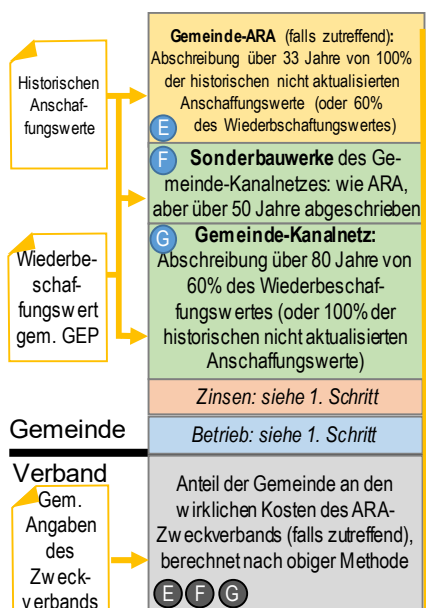 Historischen
Anschaf-
fungswerte
Gemeinde-ARA (falls zutreffend):
Abschreibung über 33 Jahre von 100%
der historischen nicht aktualisierten
Anschaffungswerte (oder 60%
E des Wiederbschaffungswertes)
F Sonderbauwerke des Ge-
meinde-Kanalnetzes: wie ARA,
aber über 50 Jahre abgeschrieben
G Gemeinde-Kanalnetz:
Abschreibung über 80 Jahre von
60% des Wiederbeschaf-
fungswertes (oder 100% der
historischen nicht aktualisierten
Anschaffungswerte)
Wiederbe-
schaf-
fungswert
gem. GEP
Zinsen: siehe 1. Schritt
Gemeinde
Betrieb: siehe 1. Schritt
Verband
Gem.
Angaben
des
Zweck-
verbands
Anteil der Gemeinde an den
wirklichen Kosten des ARA-
Zweckverbands (falls zutreffend),
berechnet nach obiger Methode
E F G